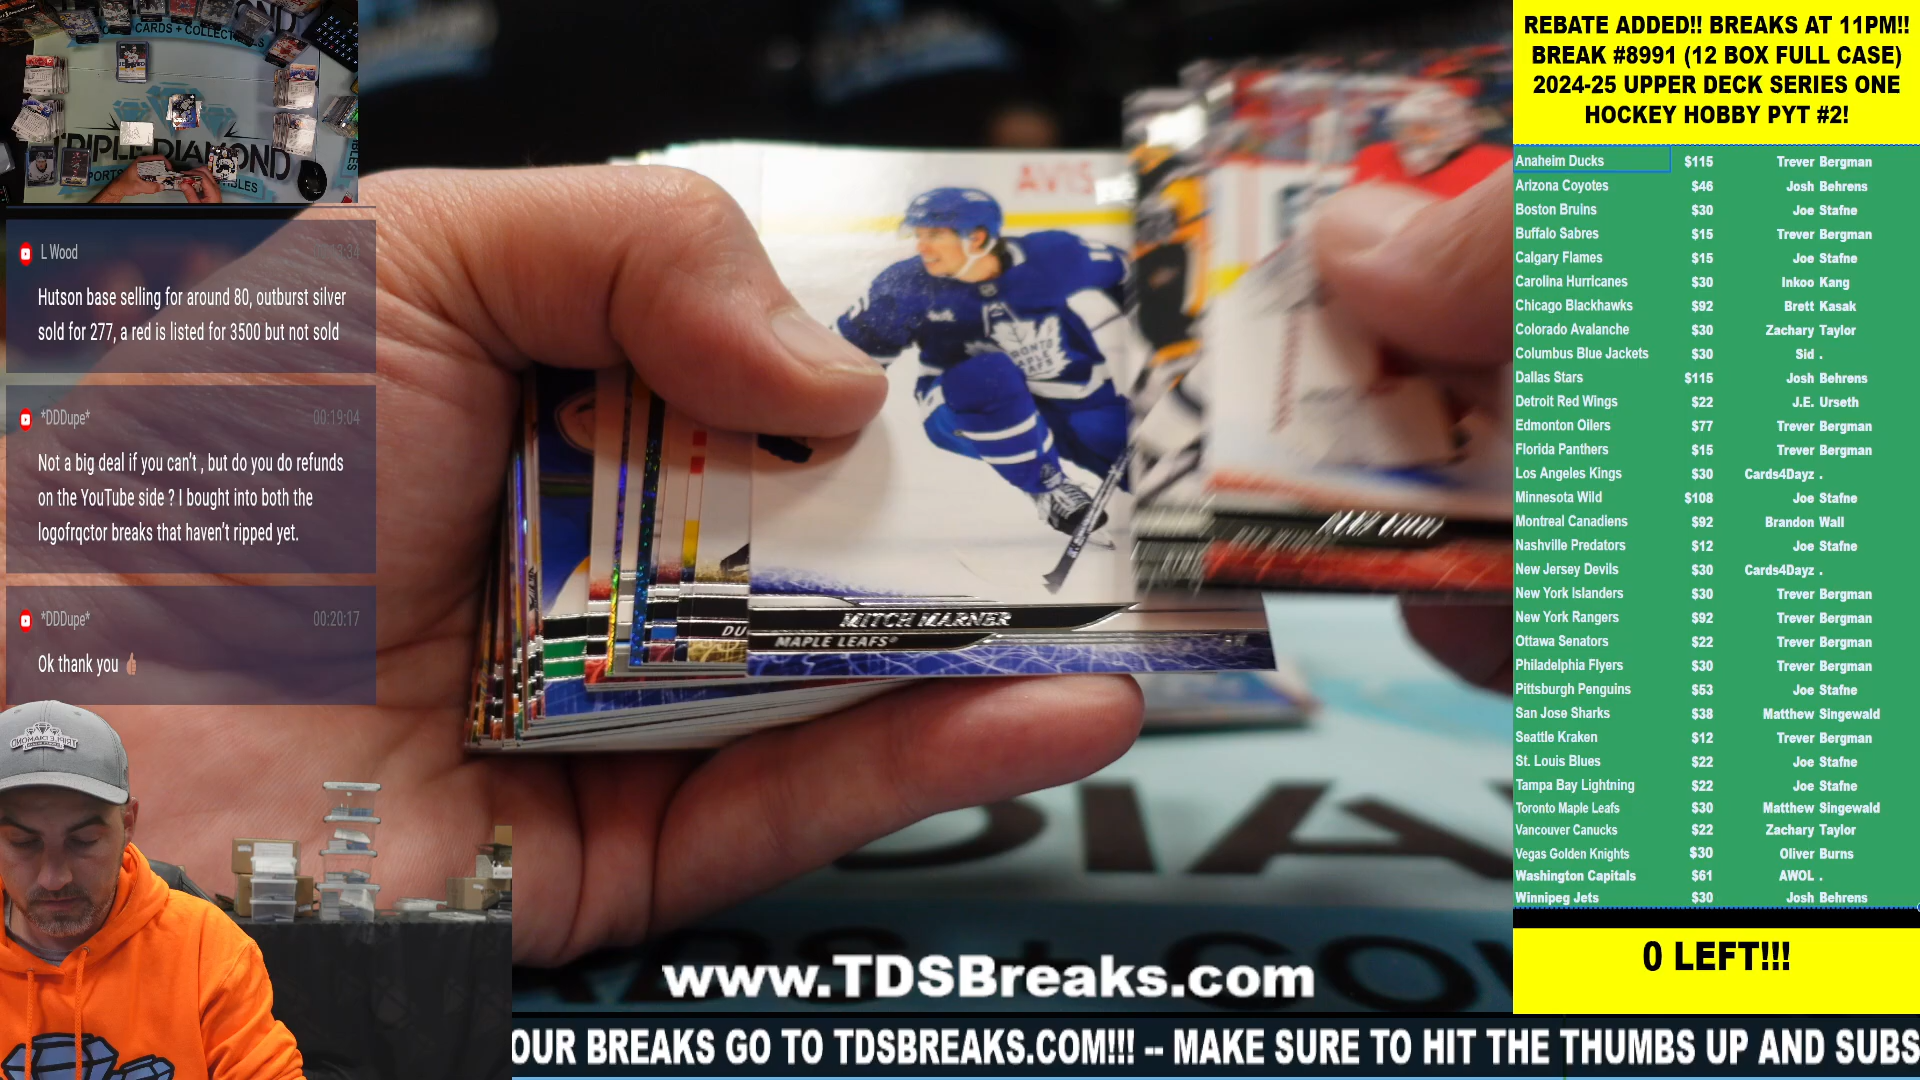 REBATE ADDED!! BREAKS AT 11PM!!
BREAK #8991 (12 BOX FULL CASE)
2024-25 UPPER DECK SERIES ONE
HOCKEY HOBBY PYT #2!
Anaheim Ducks $115 Trever Bergman
Arizona Coyotes $46 Josh Behrens
Boston Bruins $30 Joe Stafne
Buffalo Sabres $15 Trever Bergman
Calgary Flames $15 Joe Stafne
Carolina Hurricanes $30 Inkoo Kang
Chicago Blackhawks $92 Brett Kasak
Colorado Avalanche $30 Zachary Taylor
Columbus Blue Jackets $30 Sid .
Dallas Stars $115 Josh Behrens
Detroit Red Wings $22 J.E. Urseth
Edmonton Oilers $77 Trever Bergman
Florida Panthers $15 Trever Bergman
Los Angeles Kings $30 Cards4Dayz .
Minnesota Wild $108 Joe Stafne
Montreal Canadiens $92 Brandon Wall
Nashville Predators $12 Joe Stafne
New Jersey Devils $30 Cards4Dayz .
New York Islanders $30 Trever Bergman
New York Rangers $92 Trever Bergman
Ottawa Senators $22 Trever Bergman
Philadelphia Flyers $30 Trever Bergman
Pittsburgh Penguins $53 Joe Stafne
San Jose Sharks $38 Matthew Singewald
Seattle Kraken $12 Trever Bergman
St. Louis Blues $22 Joe Stafne
Tampa Bay Lightning $22 Joe Stafne
Toronto Maple Leafs $30 Matthew Singewald
Vancouver Canucks $22 Zachary Taylor
Vegas Golden Knights $30 Oliver Burns
Washington Capitals $61 AWOL .
Winnipeg Jets $30 Josh Behrens
0 LEFT!!!
L Wood
Hutson base selling for around 80, outburst silver
sold for 277, a red is listed for 3500 but not sold
*DDDupe* 00:19:04
Not a big deal if you can't , but do you do refunds
on the YouTube side ? I bought into both the
logofrqctor breaks that haven't ripped yet.
*DDDupe* 00:20:17
Ok thank you 👍🏼
AVIS
TORONTO
MAPLE
LEAFS
MITCH MARNER
MAPLE LEAFS
DU
TRIPLE DIAMOND
www.TDSBreaks.com
OUR BREAKS GO TO TDSBREAKS.COM!!! -- MAKE SURE TO HIT THE THUMBS UP AND SUBS